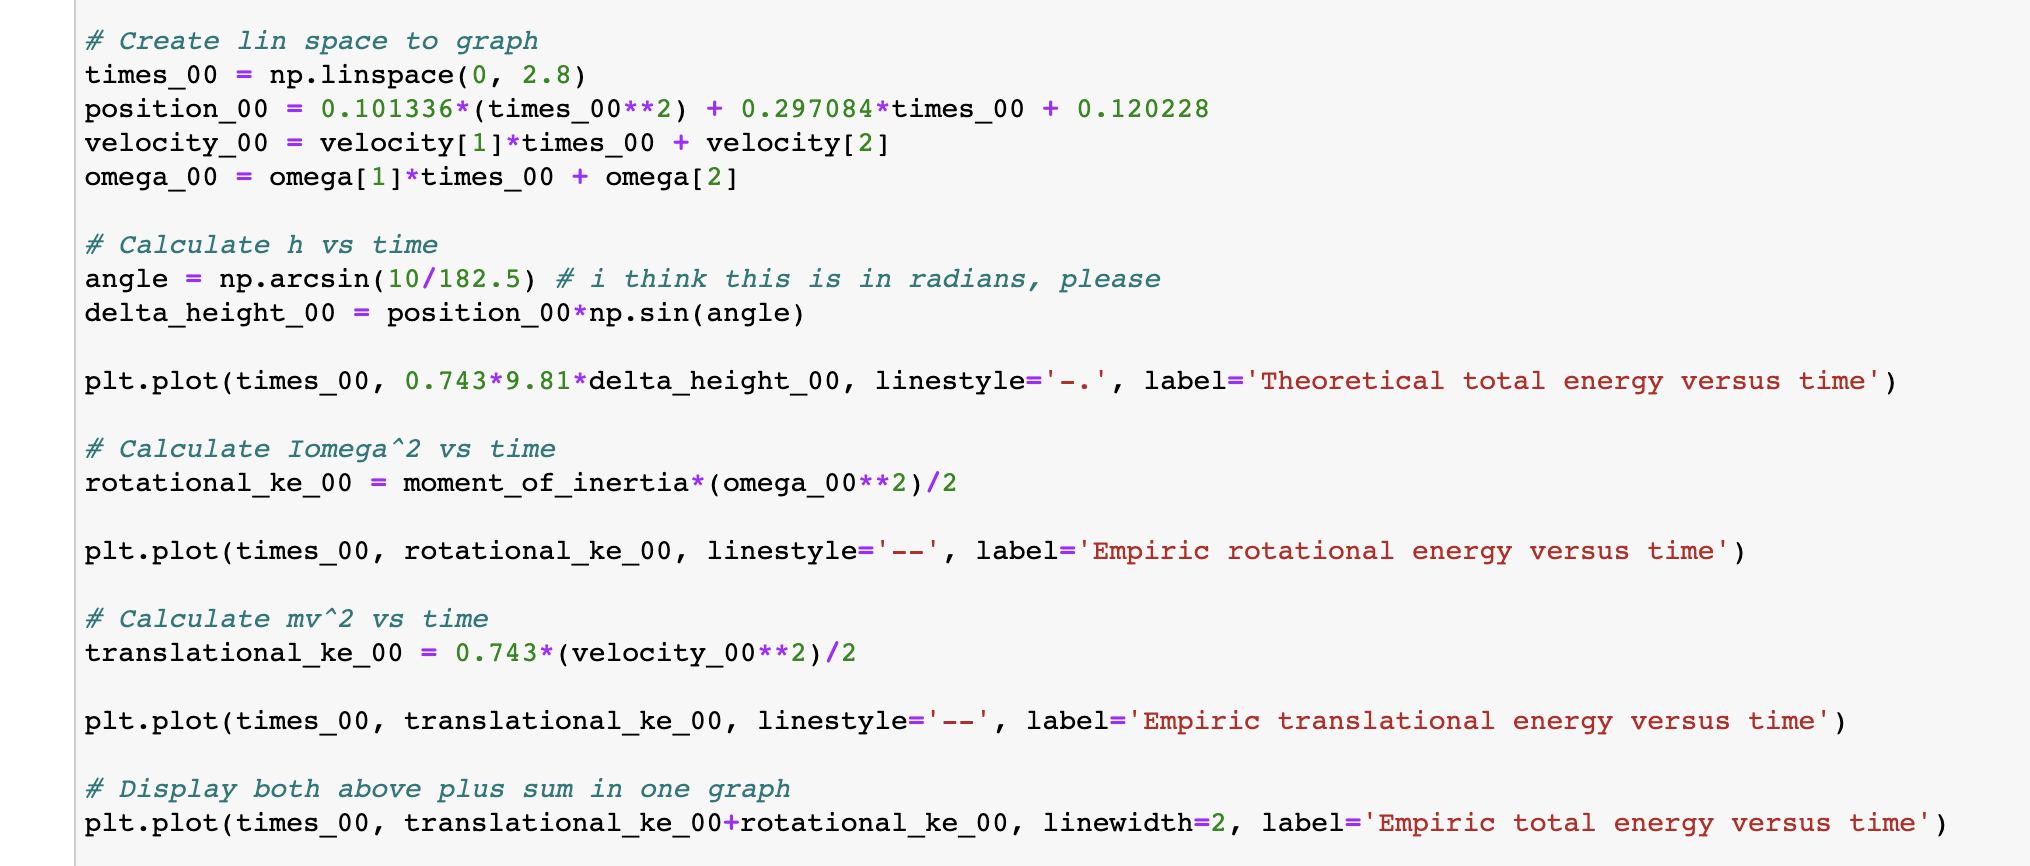 # Create lin space to graph
times_00 = np.linspace(0, 2.8)
position_00 = 0.101336*(times_00**2) + 0.297084*times_00 + 0.120228
velocity_00 = velocity[1]*times_00 + velocity[2]
omega_00 = omega[1]*times_00 + omega[2]
# Calculate h vs time
angle = np.arcsin(10/182.5) # i think this is in radians, please
delta_height_00 = position_00*np.sin(angle)
plt.plot(times_00, 0.743*9.81*delta_height_00, linestyle='-.', label='Theoretical total energy versus time')
# Calculate Iomega^2 vs time
rotational_ke_00 = moment_of_inertia*(omega_00**2)/2
plt.plot(times_00, rotational_ke_00, linestyle='--', label='Empiric rotational energy versus time')
# Calculate mv^2 vs time
translational_ke_00 = 0.743*(velocity_00**2)/2
plt.plot(times_00, translational_ke_00, linestyle='--', label='Empiric translational energy versus time')
# Display both above plus sum in one graph
plt.plot(times_00, translational_ke_00+rotational_ke_00, linewidth=2, label='Empiric total energy versus time')